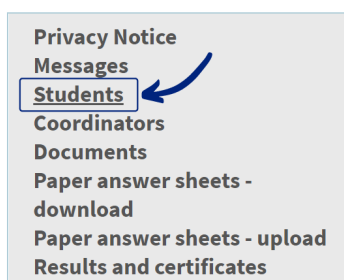 Privacy Notice
Messages
Students
Coordinators
Documents
Paper answer sheets -
download
Paper answer sheets - upload
Results and certificates